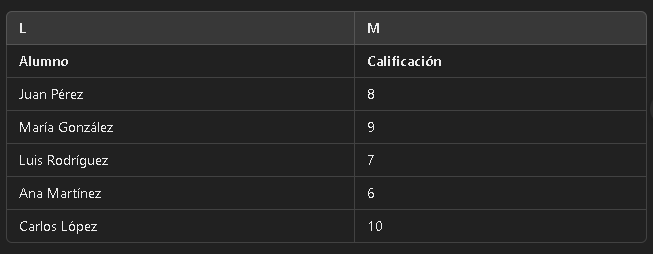 L M
Alumno Calificación
Juan Pérez 8
María González 9
Luis Rodríguez 7
Ana Martínez 6
Carlos López 10